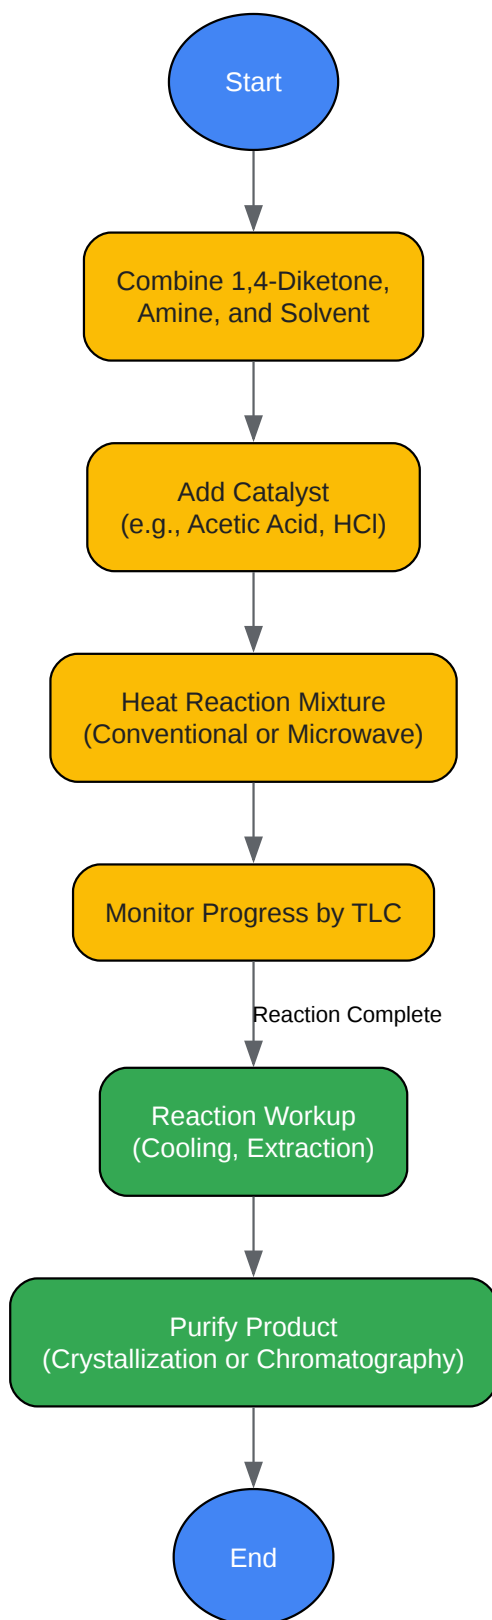 Start
Combine 1,4-Diketone,
Amine, and Solvent
Add Catalyst
(e.g., Acetic Acid, HCl)
Heat Reaction Mixture
(Conventional or Microwave)
Monitor Progress by TLC
Reaction Complete
Reaction Workup
(Cooling, Extraction)
Purify Product
(Crystallization or Chromatography)
End